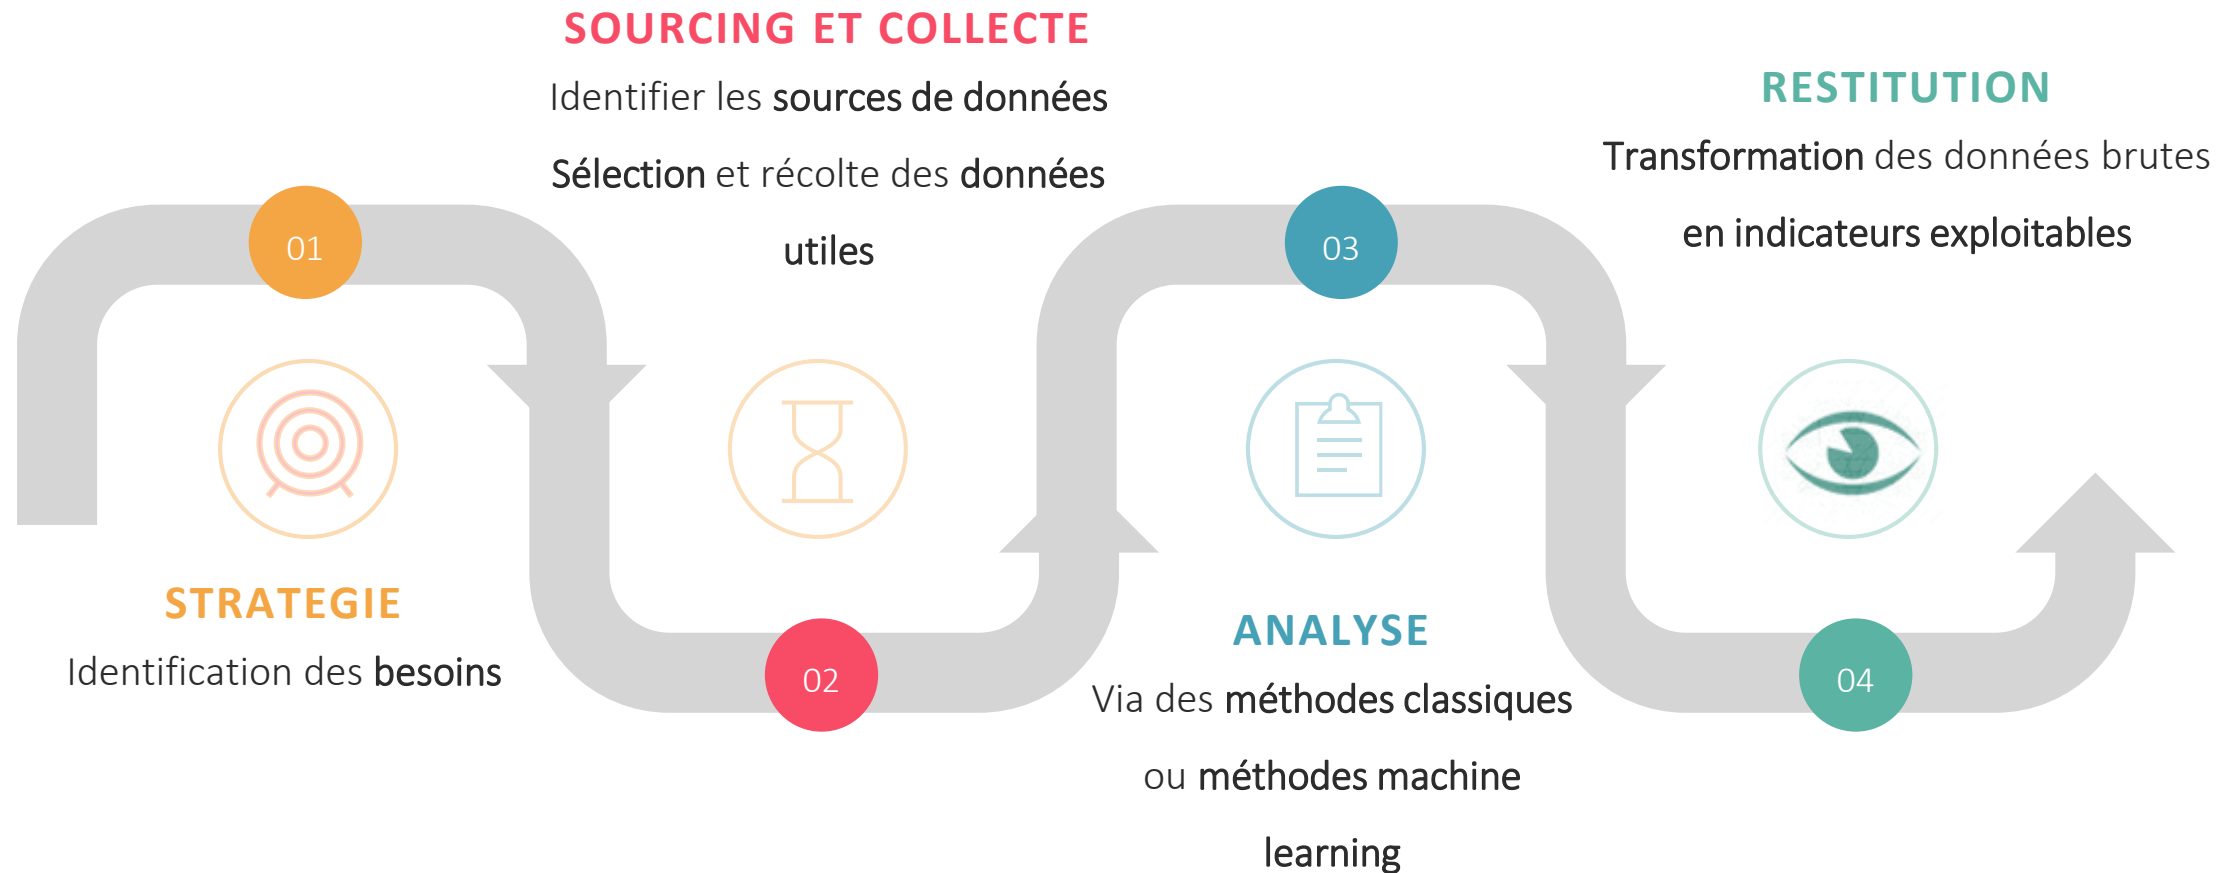 01
STRATEGIE
Identification des besoins
SOURCING ET COLLECTE
Identifier les sources de données
Sélection et récolte des données
utiles
02
03
ANALYSE
Via des méthodes classiques
ou méthodes machine
learning
RESTITUTION
Transformation des données brutes
en indicateurs exploitables
04